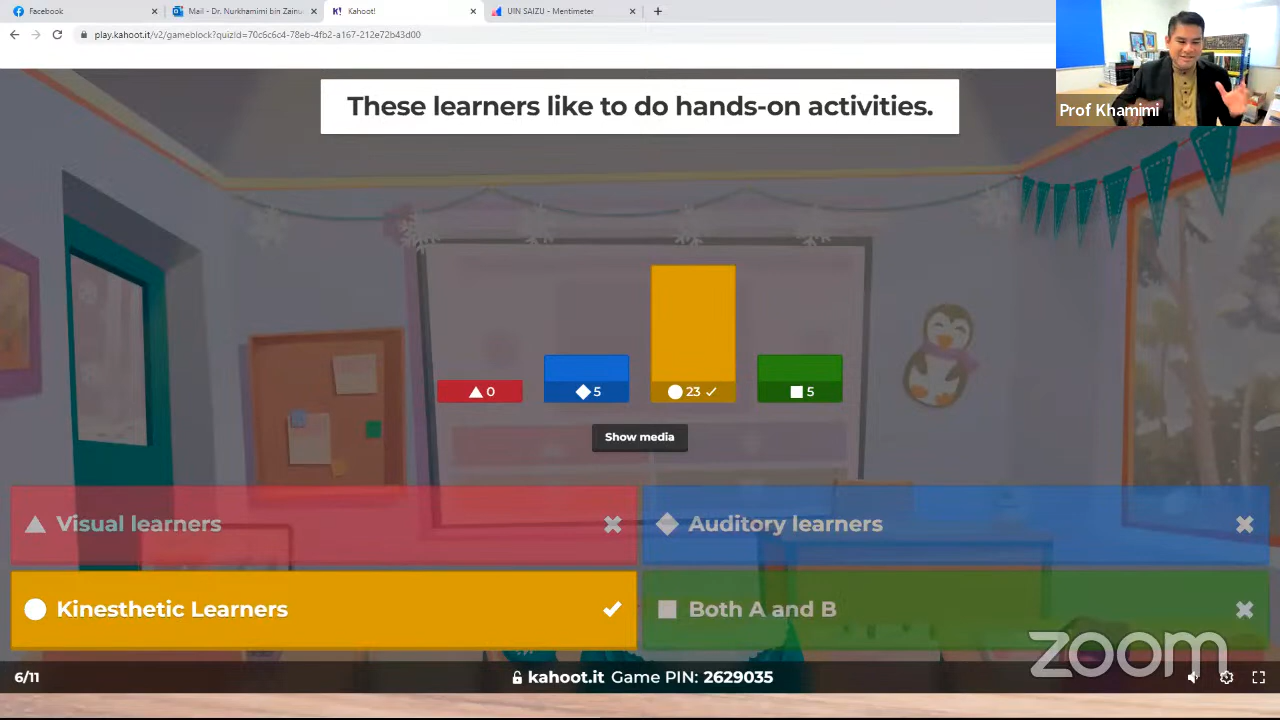 Facebook
Mail - Dr. Nurkhamimi bin Zainu
Kahoot!
UIN SAIZU - Mentimeter
play.kahoot.it/v2/gameblock?quizId=70c6c6c4-78eb-4fb2-a167-212e72b43d00
Prof Khamimi
These learners like to do hands-on activities.
0
5
23
5
Show media
Visual learners
Auditory learners
Kinesthetic Learners
Both A and B
zoom
6/11
kahoot.it Game PIN: 2629035